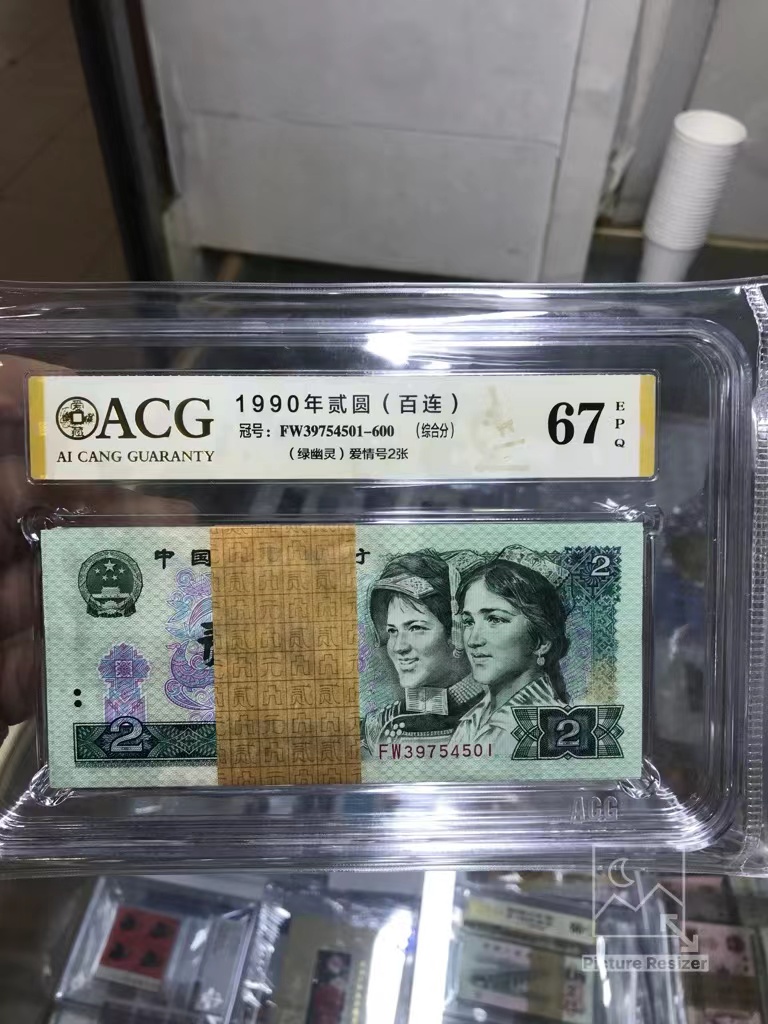 ACG
AI CANG GUARANTY
1990年贰圆（百连）
冠号：FW39754501-600 （综合分）
（绿幽灵）爱情号2张
67
EPQ
中国
2
2
2
FW39754501
ACG
Picture Resizer